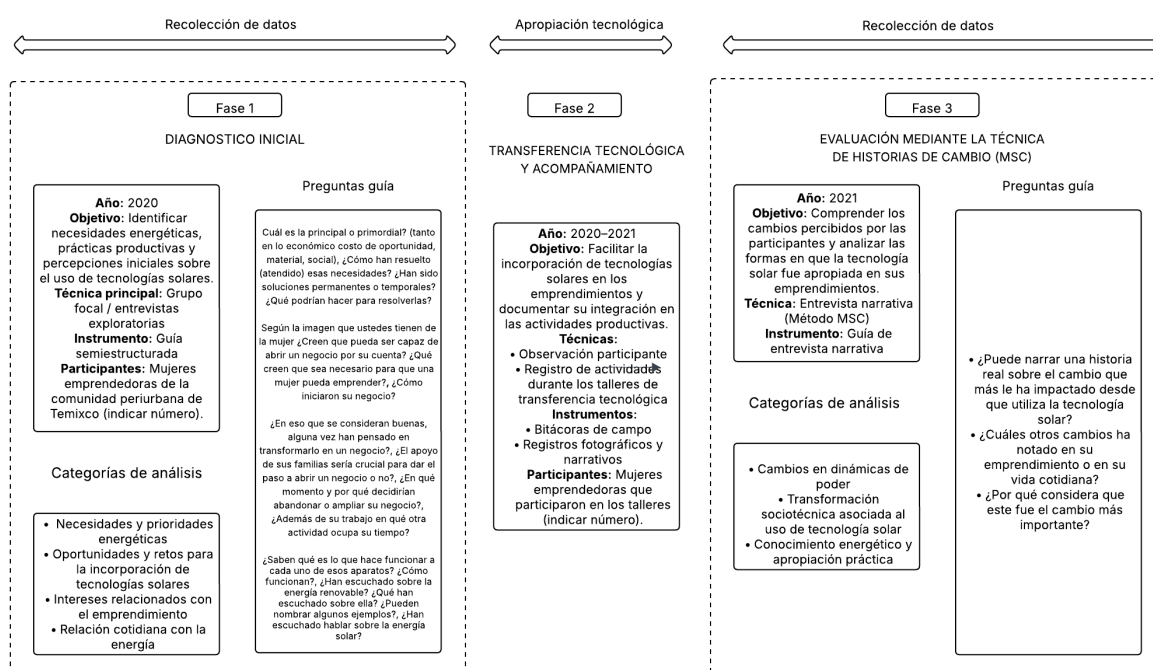 Recolección de datos
Apropiación tecnológica
Recolección de datos
Fase 1
DIAGNOSTICO INICIAL
Año: 2020
Objetivo: Identificar
necesidades energéticas,
prácticas productivas y
percepciones iniciales sobre
el uso de tecnologías solares.
Técnica principal: Grupo
focal / entrevistas
exploratorias
Instrumento: Guía
semiestructurada
Participantes: Mujeres
emprendedoras de la
comunidad periurbana de
Temixco (indicar número).
Categorías de análisis
• Necesidades y prioridades
energéticas
• Oportunidades y retos para
la incorporación de
tecnologías solares
• Intereses relacionados con
el emprendimiento
• Relación cotidiana con la
energía
Preguntas guía
Cuál es la principal o primordial? (tanto
en lo económico costo de oportunidad,
material, social), ¿Cómo han resuelto
(atendido) esas necesidades? ¿Han sido
soluciones permanentes o temporales?
¿Qué podrían hacer para resolverlas?
Según la imagen que ustedes tienen de
la mujer ¿Creen que pueda ser capaz de
abrir un negocio por su cuenta? ¿Qué
creen que sea necesario para que una
mujer pueda emprender?, ¿Cómo
iniciaron su negocio?
¿En eso que se consideran buenas,
alguna vez han pensado en
transformarlo en un negocio?, ¿El apoyo
de sus familias sería crucial para dar el
paso a abrir un negocio o no?, ¿En qué
momento y por qué decidirían
abandonar o ampliar su negocio?,
¿Además de su trabajo en qué otra
actividad ocupa su tiempo?
¿Saben qué es lo que hace funcionar a
cada uno de esos aparatos? ¿Cómo
funcionan?, ¿Han escuchado sobre la
energía renovable? ¿Qué han
escuchado sobre ella? ¿Pueden
nombrar algunos ejemplos?, ¿Han
escuchado hablar sobre la energía
solar?
Fase 2
TRANSFERENCIA TECNOLÓGICA
Y ACOMPAÑAMIENTO
Año: 2020–2021
Objetivo: Facilitar la
incorporación de tecnologías
solares en los
emprendimientos y
documentar su integración en
las actividades productivas.
Técnicas:
• Observación participante
• Registro de actividades
durante los talleres de
transferencia tecnológica
Instrumentos:
• Bitácoras de campo
• Registros fotográficos y
narrativos
Participantes: Mujeres
emprendedoras que
participaron en los talleres
(indicar número).
Fase 3
EVALUACIÓN MEDIANTE LA TÉCNICA
DE HISTORIAS DE CAMBIO (MSC)
Año: 2021
Objetivo: Comprender los
cambios percibidos por las
participantes y analizar las
formas en que la tecnología
solar fue apropiada en sus
emprendimientos.
Técnica: Entrevista narrativa
(Método MSC)
Instrumento: Guía de
entrevista narrativa
Categorías de análisis
• Cambios en dinámicas de
poder
• Transformación
sociotécnica asociada al
uso de tecnología solar
• Conocimiento energético y
apropiación práctica
Preguntas guía
• ¿Puede narrar una historia
real sobre el cambio que
más le ha impactado desde
que utiliza la tecnología
solar?
• ¿Cuáles otros cambios ha
notado en su
emprendimiento o en su
vida cotidiana?
• ¿Por qué considera que
este fue el cambio más
importante?